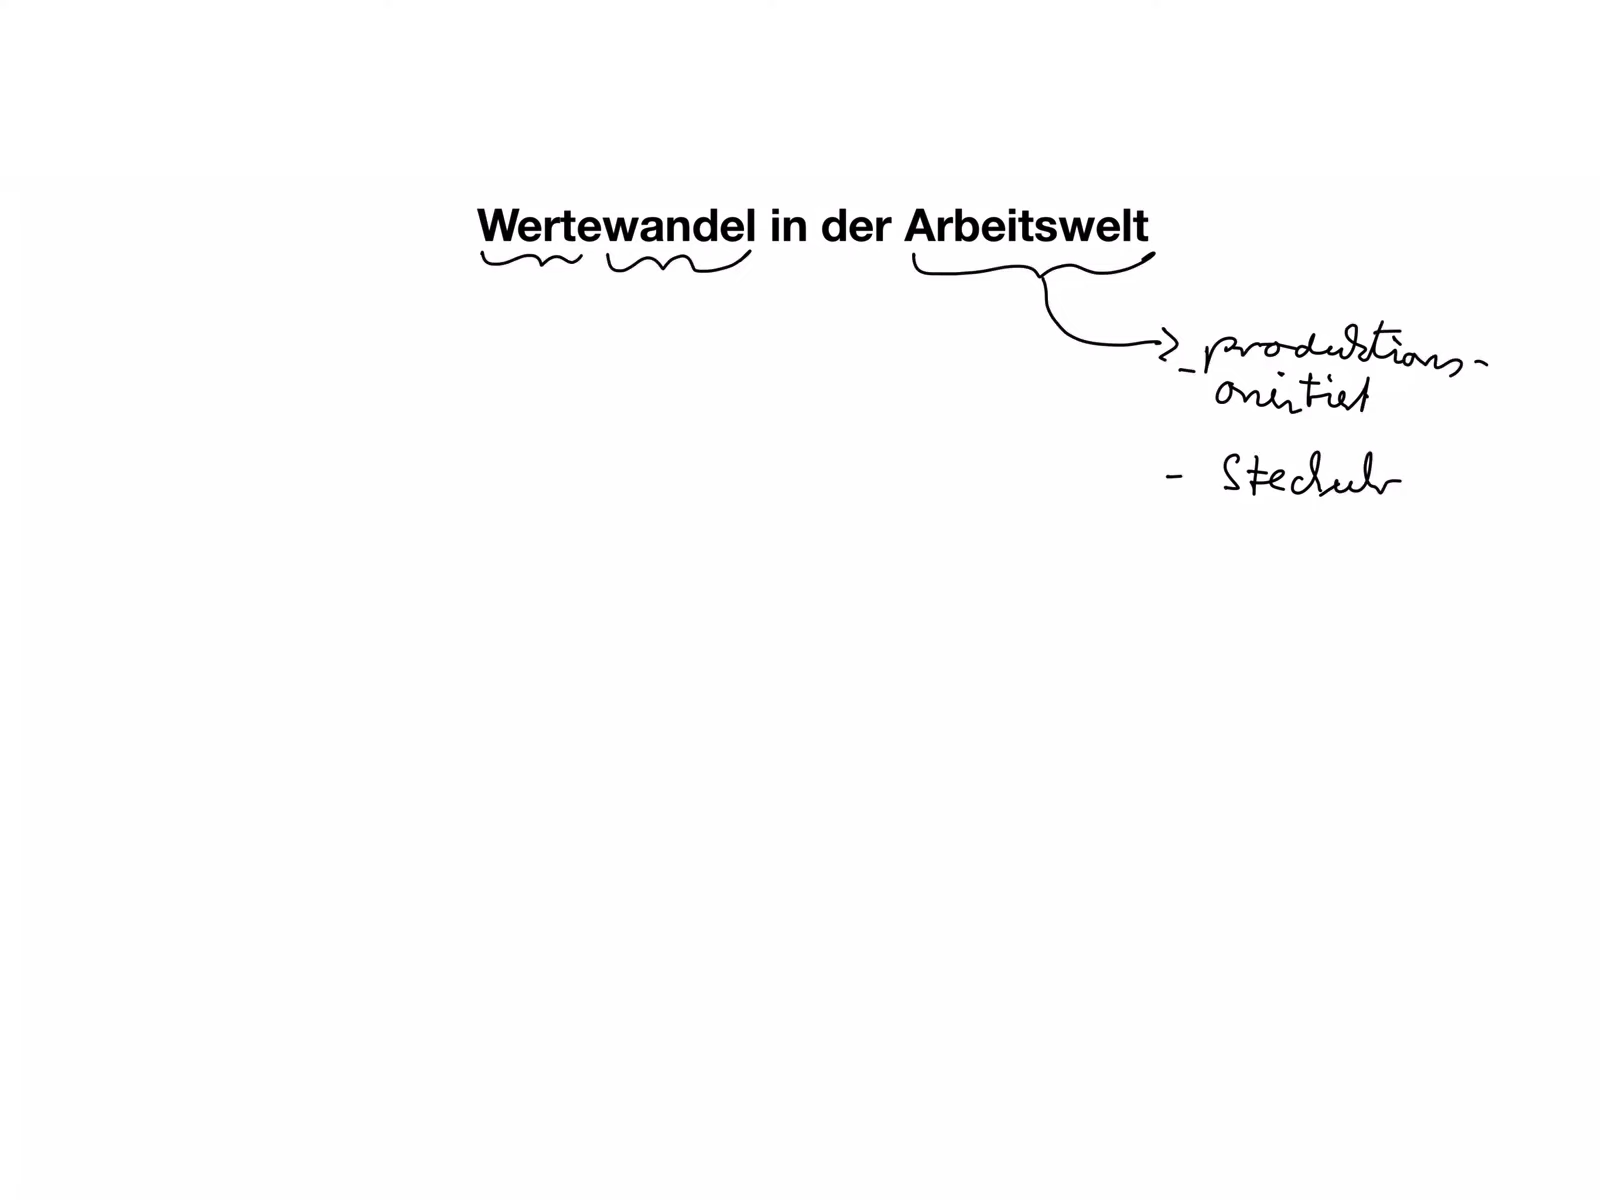 Wertewandel in der Arbeitswelt
- produktions-
orientiert
- Stechuhr